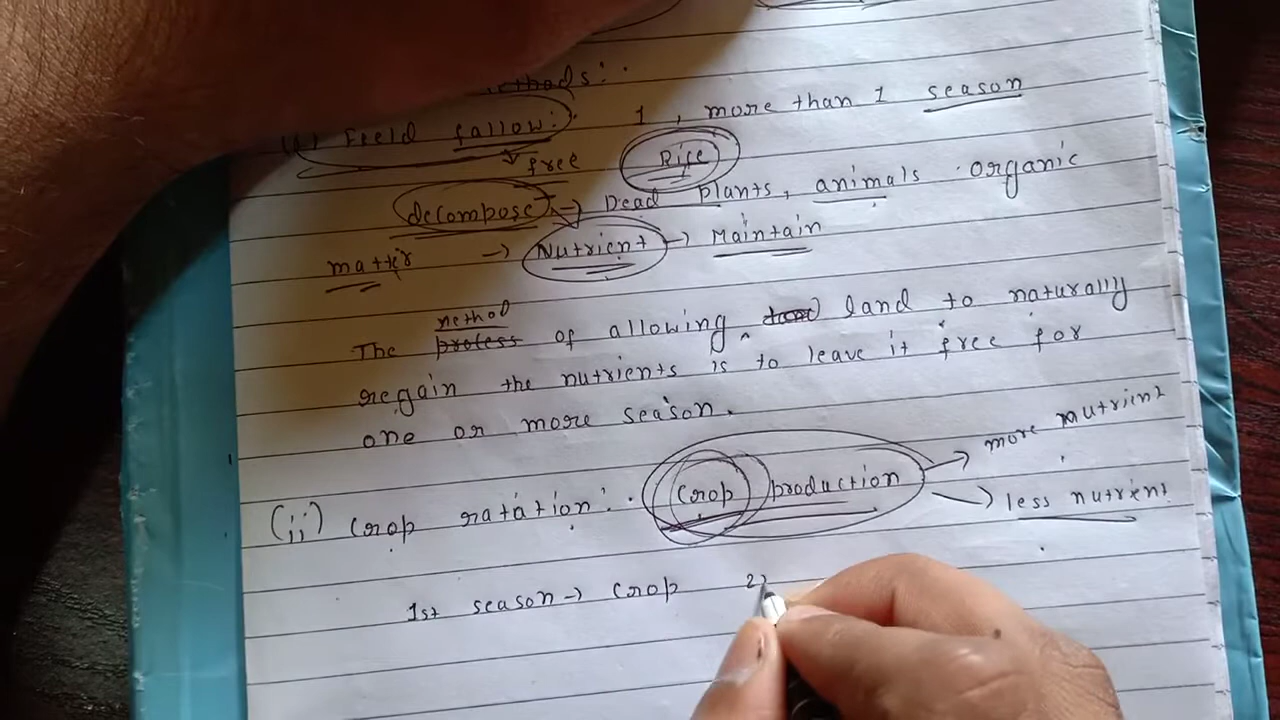 methods:.
(i) Field fallow:. 1, more than 1 season
free Rice
decompose -> Dead plants, animals organic
matter -> Nutrient -> Maintain
method
The process of allowing land to naturally
regain the nutrients is to leave it free for
one or more season.
(ii) crop ratation:. (crop) production -> more nutrient
-> less nutrient
1st season -> crop 2